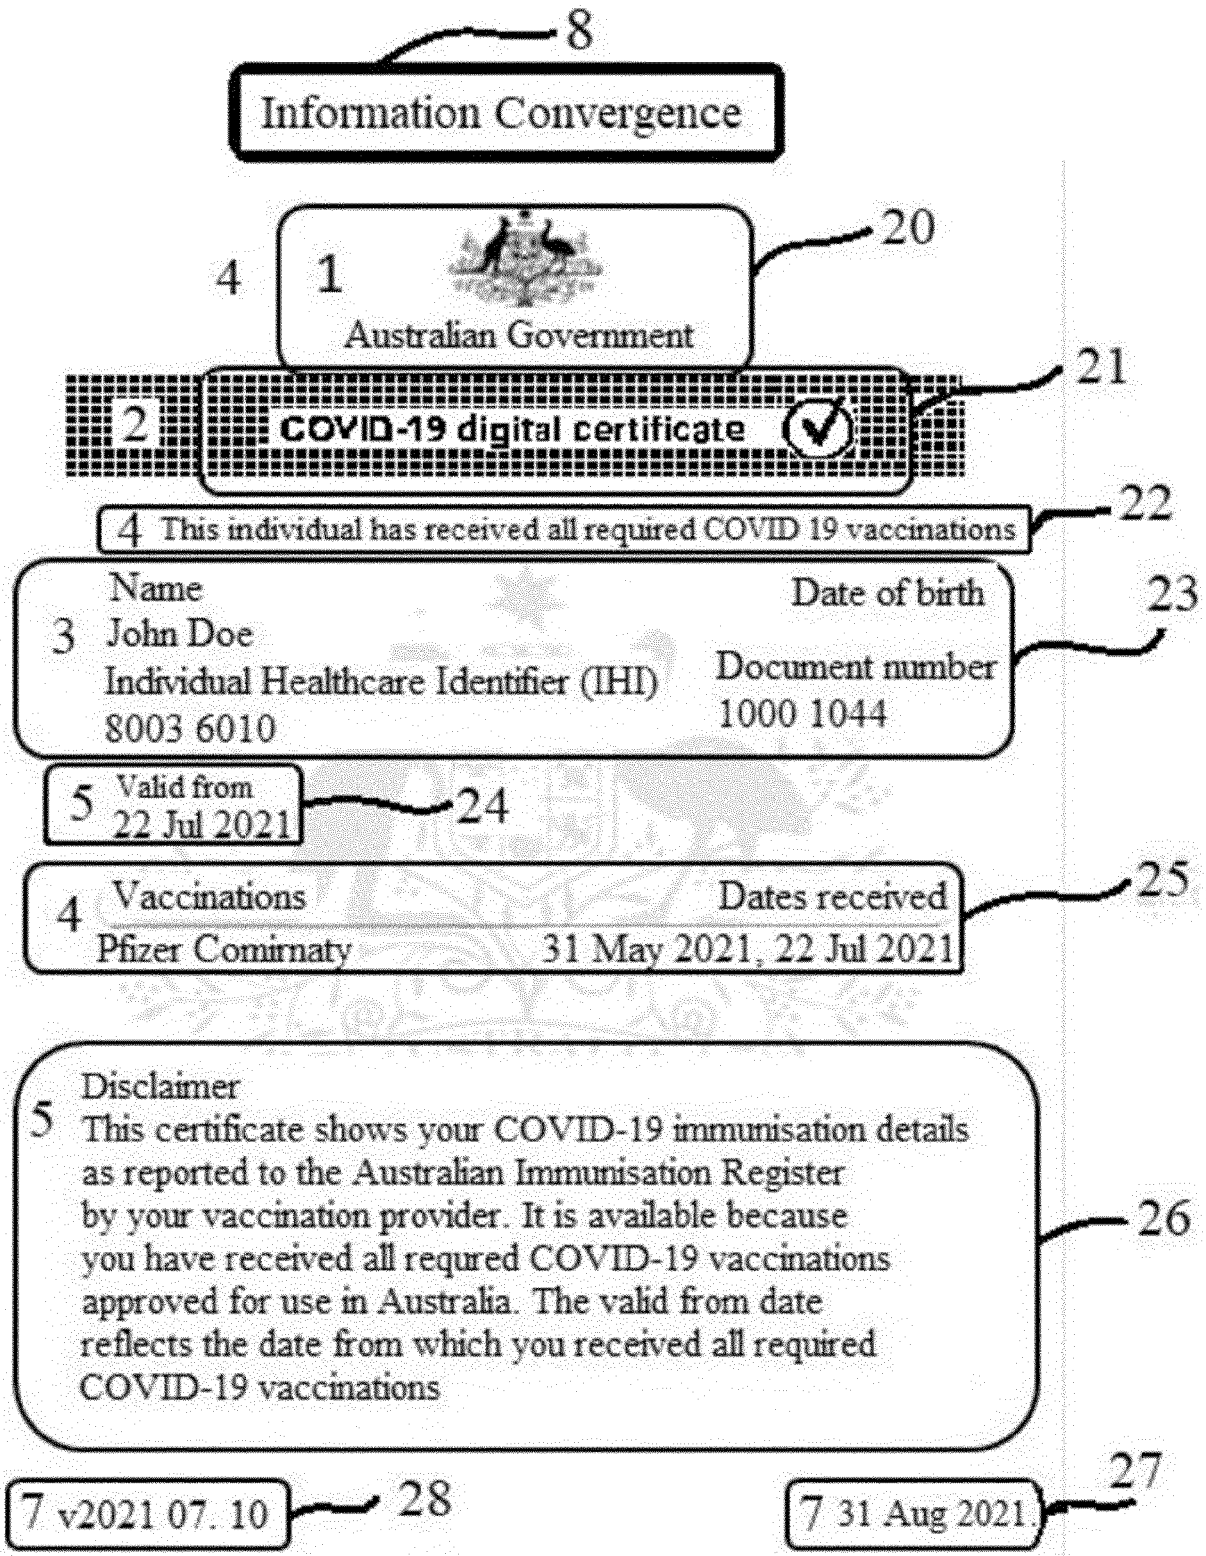 8
Information Convergence
20
4 1
Australian Government
21
2 COVID-19 digital certificate
22
4 This individual has received all required COVID 19 vaccinations
23
Name Date of birth
3 John Doe
Individual Healthcare Identifier (IHI) Document number
8003 6010 1000 1044
5 Valid from
22 Jul 2021
24
25
4 Vaccinations Dates received
Pfizer Comirnaty 31 May 2021, 22 Jul 2021
5 Disclaimer
This certificate shows your COVID-19 immunisation details
as reported to the Australian Immunisation Register
by your vaccination provider. It is available because
you have received all requred COVID-19 vaccinations
approved for use in Australia. The valid from date
reflects the date from which you received all required
COVID-19 vaccinations
26
27
7 v2021 07. 10 28 7 31 Aug 2021.